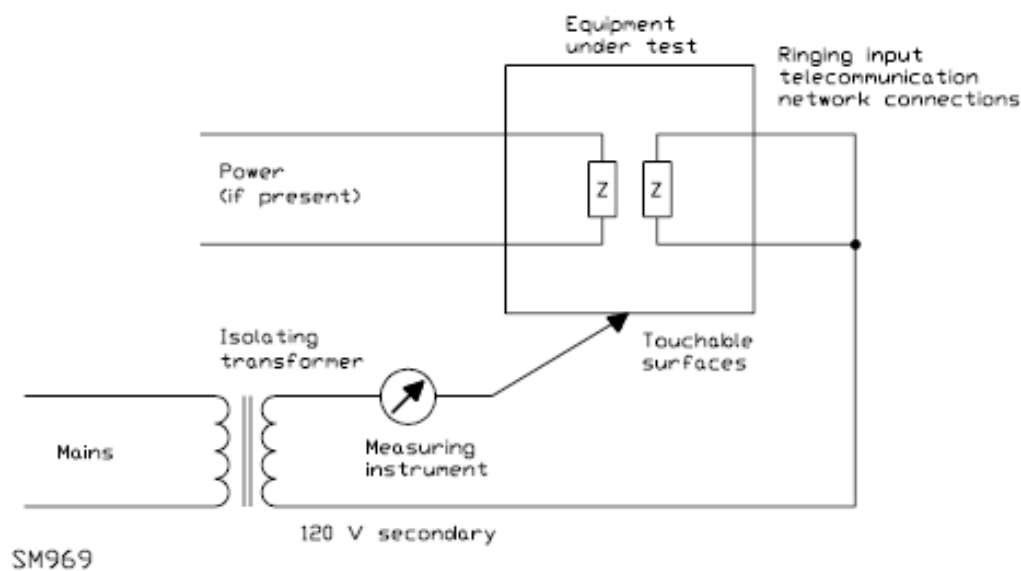 Equipment
under test
Ringing input
telecommunication
network connections
Power
(if present)
Z
Z
Isolating
transformer
Touchable
surfaces
Mains
Measuring
instrument
120 V secondary
SM969